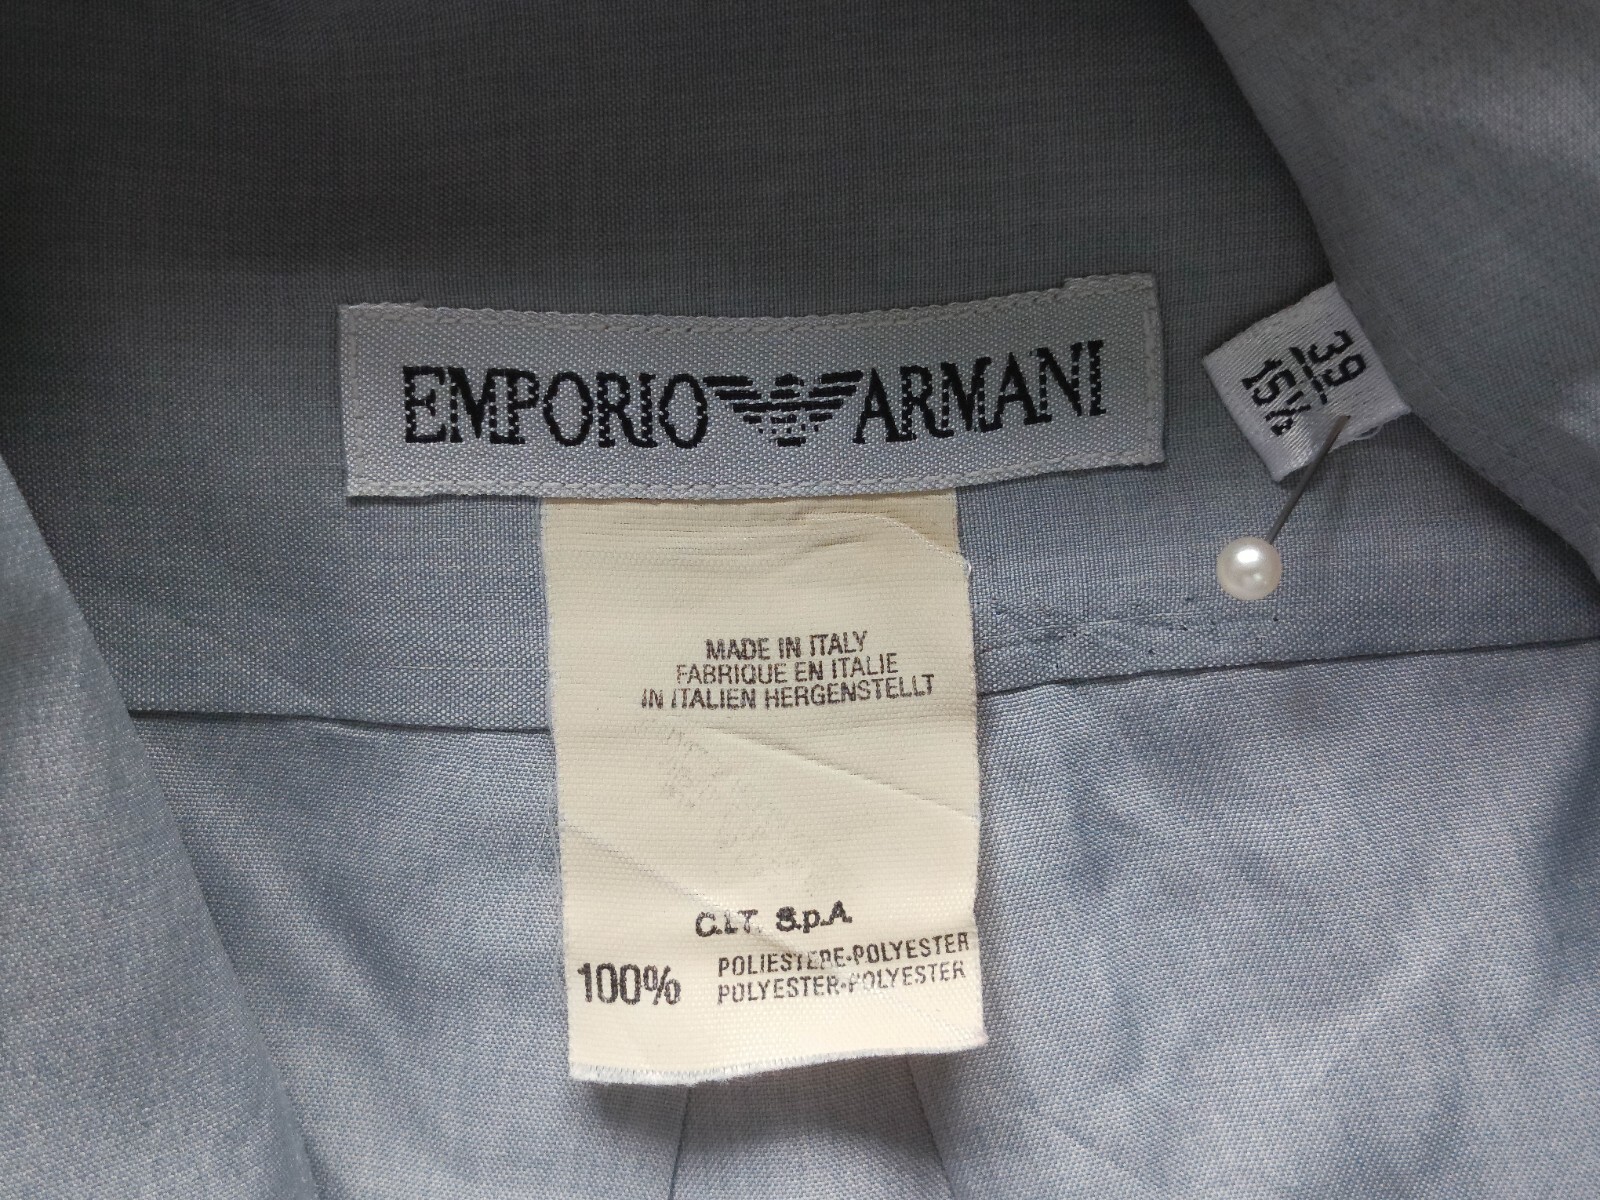 EMPORIO ARMANI
39
15½
MADE IN ITALY
FABRIQUE EN ITALIE
IN ITALIEN HERGENSTELLT
C.I.T. S.p.A.
100% POLIESTERE-POLYESTER
POLYESTER-POLYESTER